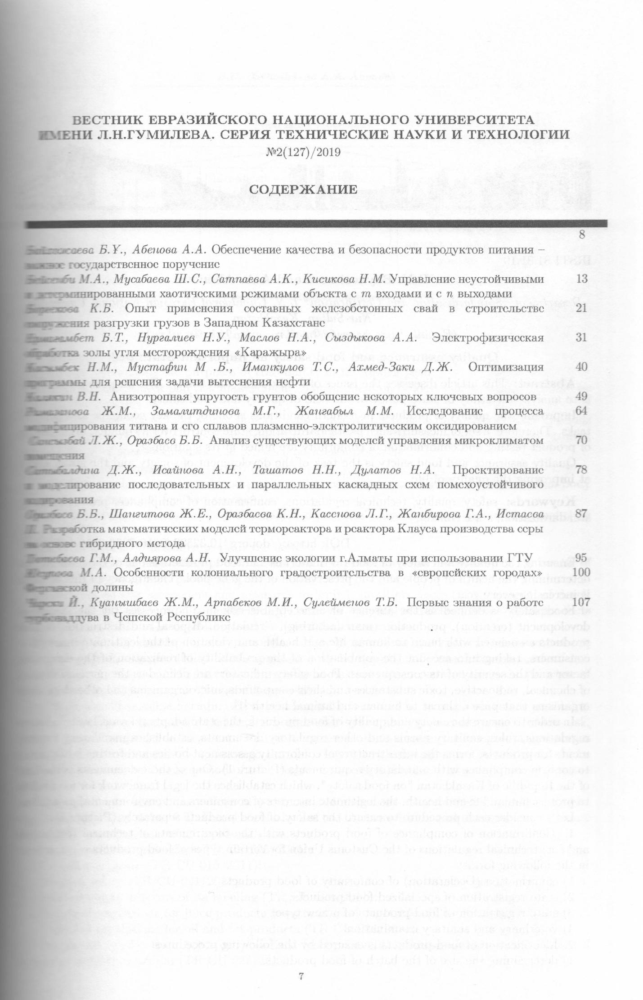 ВЕСТНИК ЕВРАЗИЙСКОГО НАЦИОНАЛЬНОГО УНИВЕРСИТЕТА
ИМЕНИ Л.Н.ГУМИЛЕВА. СЕРИЯ ТЕХНИЧЕСКИЕ НАУКИ И ТЕХНОЛОГИИ
№2(127)/2019
СОДЕРЖАНИЕ
8
Б.Ұ., Абенова А.А. Обеспечение качества и безопасности продуктов питания –
важное государственное поручение
Бейсенби М.А., Мусабаева Ш.С., Сатпаева А.К., Кисикова Н.М. Управление неустойчивыми 13
и детерминированными хаотическими режимами объекта с m входами и с n выходами
К.Б. Опыт применения составных железобетонных свай в строительстве 21
разгрузки грузов в Западном Казахстане
Ермагамбет Б.Т., Нургалиев Н.У., Маслов Н.А., Сыздыкова А.А. Электрофизическая 31
обработка золы угля месторождения «Каражыра»
Касымбек Н.М., Мустафин М .Б., Иманкулов Т.С., Ахмед-Заки Д.Ж. Оптимизация 40
программы для решения задачи вытеснения нефти
В.Н. Анизотропная упругость грунтов обобщение некоторых ключевых вопросов 49
Рамазанова Ж.М., Замалитдинова М.Г., Жангабыл М.М. Исследование процесса 64
модифицирования титана и его сплавов плазменно-электролитическим оксидированием
Л.Ж., Оразбаев Б.Б. Анализ существующих моделей управления микроклиматом 70
помещения
Сатыбалдина Д.Ж., Исайнова А.Н., Ташатов Н.Н., Дулатов Н.А. Проектирование 78
и моделирование последовательных и параллельных каскадных схем помехоустойчивого
кодирования
Оразбаев Б.Б., Шангитова Ж.Е., Оразбаева К.Н., Касенова Л.Г., Жанбирова Г.А., Истаева 87
Разработка математических моделей термореактора и реактора Клауса производства серы
на основе гибридного метода
Г.М., Алдиярова А.Н. Улучшение экологии г.Алматы при использовании ГТУ 95
М.А. Особенности колониального градостроительства в «европейских городах» 100
Ферганской долины
Й., Куанышбаев Ж.М., Арпабеков М.И., Сулейменов Т.Б. Первые знания о работе 107
турбонаддува в Чешской Республике
7